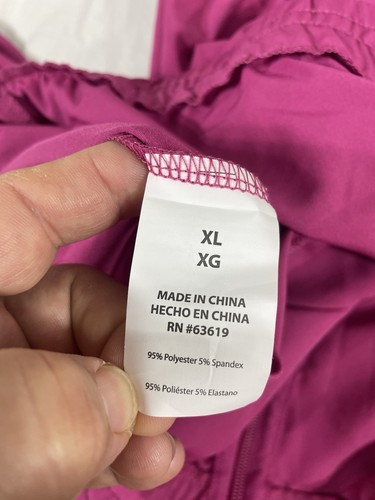 XL
XG
MADE IN CHINA
HECHO EN CHINA
RN #63619
95% Polyester 5% Spandex
95% Poliéster 5% Elastano